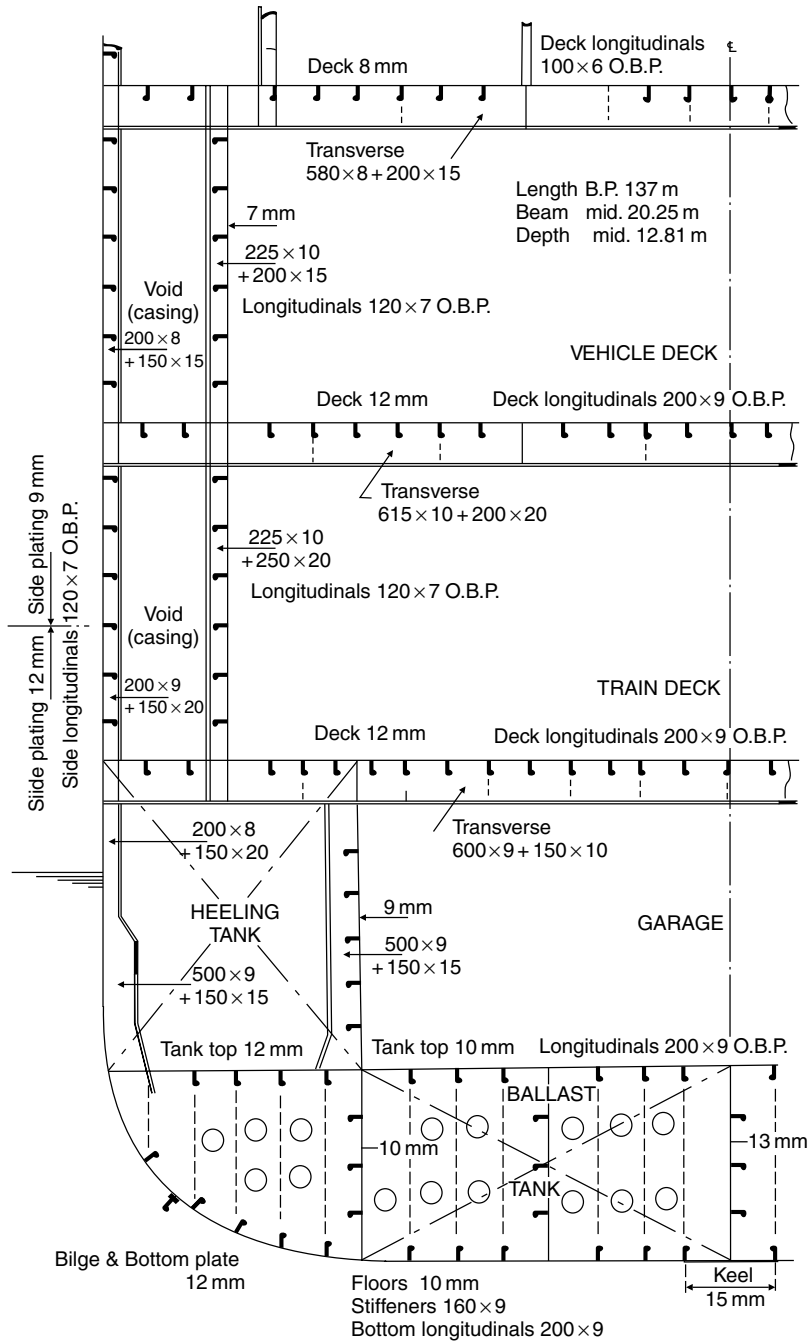 Deck 8 mm
Deck longitudinals
100×6 O.B.P.
℄
Transverse
580×8+200×15
Length B.P. 137 m
Beam mid. 20.25 m
Depth mid. 12.81 m
7 mm
225×10
+200×15
Void
(casing)
Longitudinals 120×7 O.B.P.
200×8
+150×15
VEHICLE DECK
Deck 12 mm
Deck longitudinals 200×9 O.B.P.
Transverse
615×10+200×20
Side plating 9 mm
Siide plating 12 mm
Side longitudinals 120×7 O.B.P.
225×10
+250×20
Longitudinals 120×7 O.B.P.
Void
(casing)
200×9
+150×20
TRAIN DECK
Deck 12 mm
Deck longitudinals 200×9 O.B.P.
200×8
+150×20
Transverse
600×9+150×10
HEELING
TANK
9 mm
GARAGE
500×9
+150×15
500×9
+150×15
Tank top 12 mm
Tank top 10 mm
Longitudinals 200×9 O.B.P.
BALLAST
10 mm
13 mm
TANK
Bilge & Bottom plate
12 mm
Floors 10 mm
Stiffeners 160×9
Bottom longitudinals 200×9
Keel
15 mm